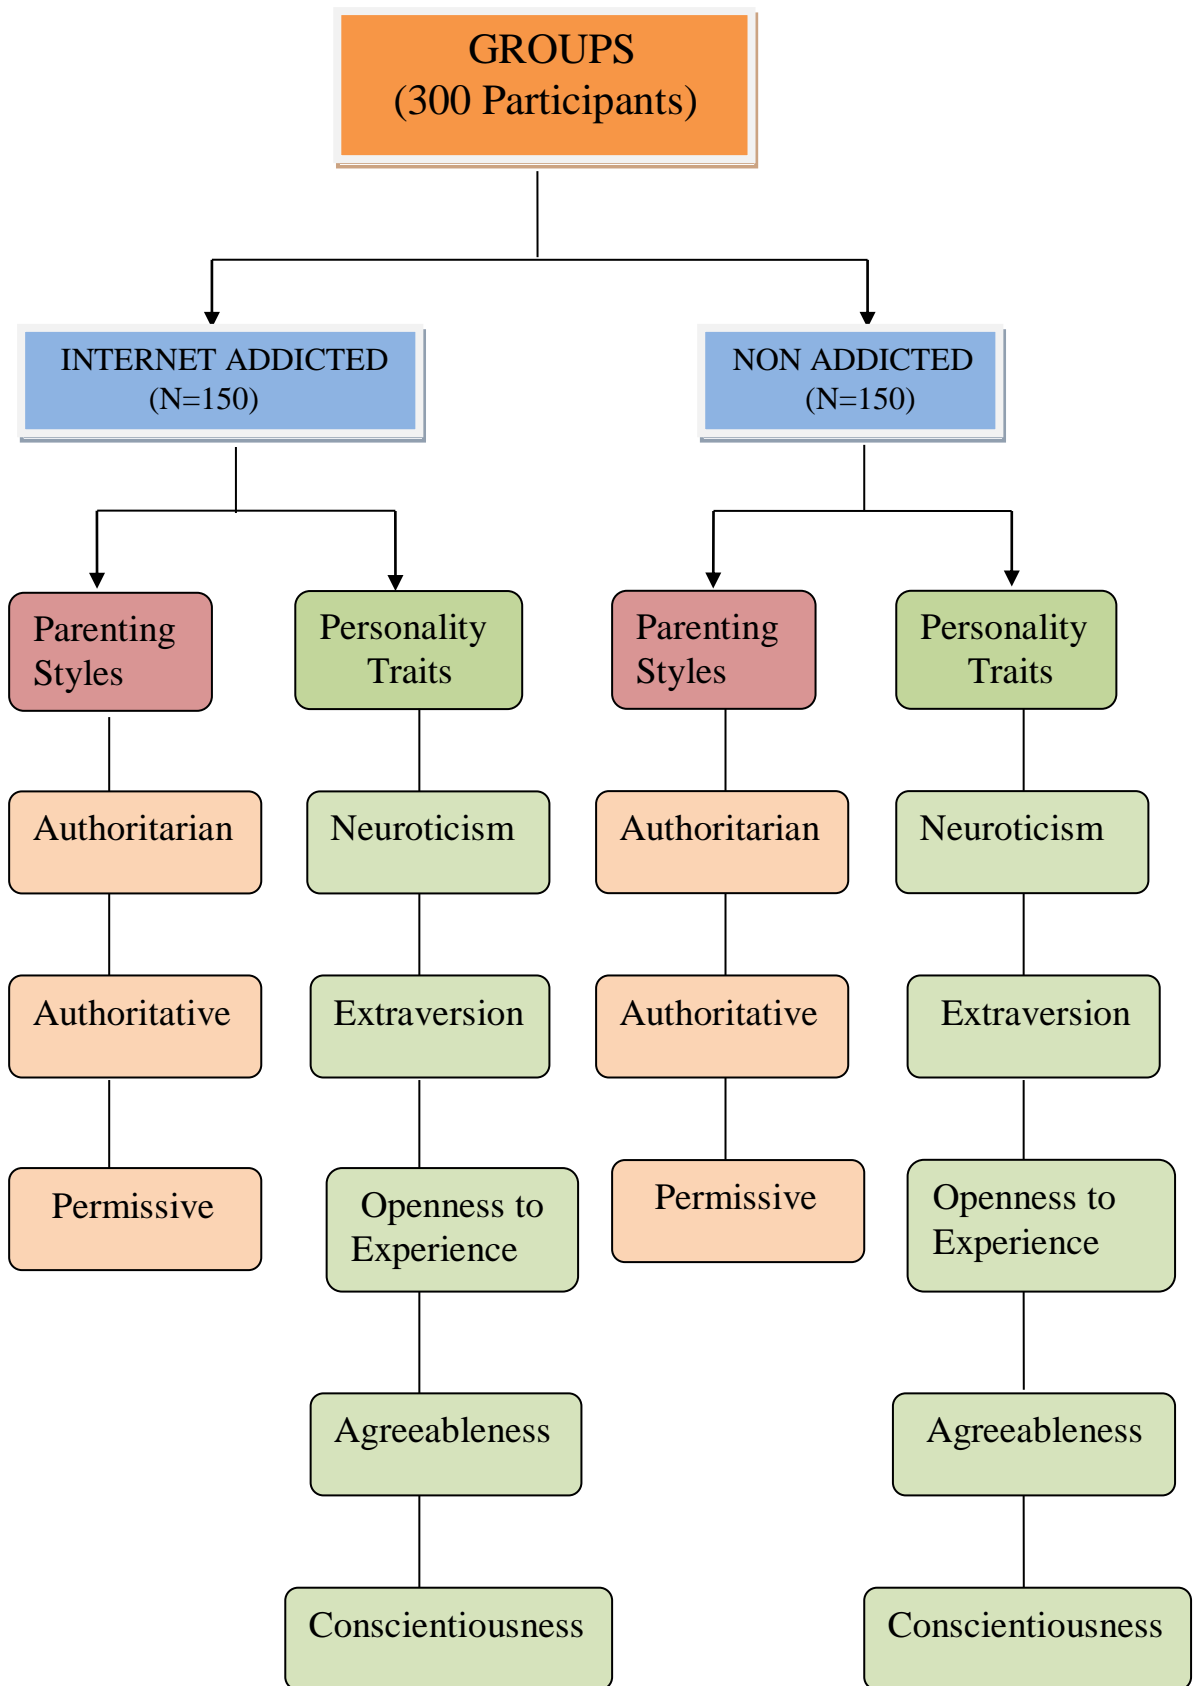 GROUPS
(300 Participants)
INTERNET ADDICTED
(N=150)
NON ADDICTED
(N=150)
Parenting
Styles
Personality
Traits
Parenting
Styles
Personality
Traits
Authoritarian
Neuroticism
Authoritarian
Neuroticism
Authoritative
Extraversion
Authoritative
Extraversion
Permissive
Openness to
Experience
Permissive
Openness to
Experience
Agreeableness
Agreeableness
Conscientiousness
Conscientiousness